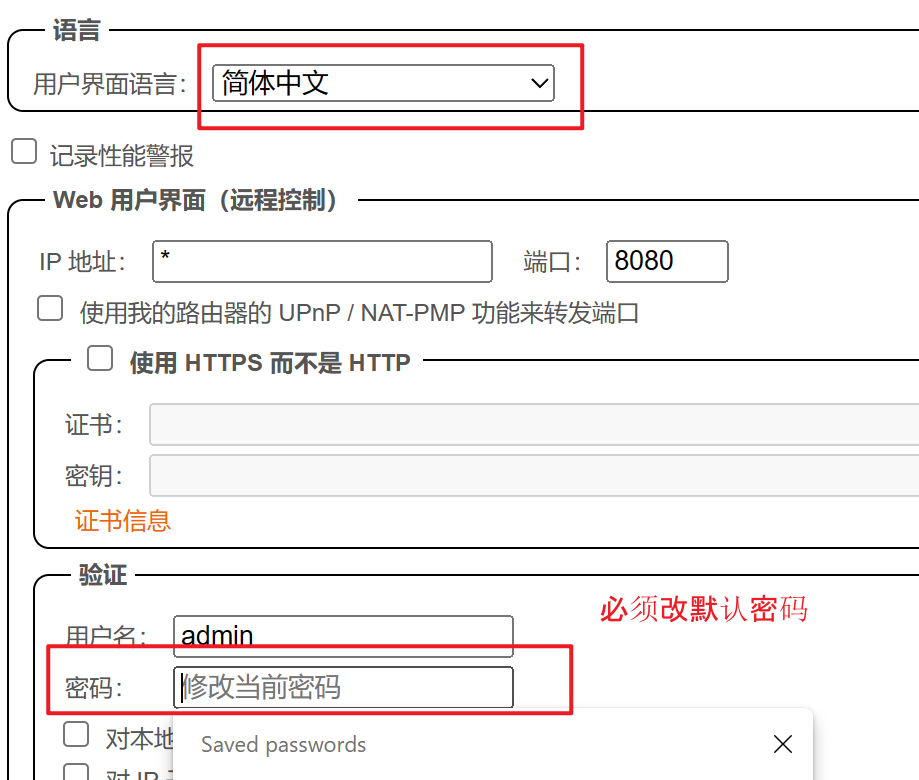 语言
用户界面语言： 简体中文
记录性能警报
Web 用户界面（远程控制）
IP 地址： * 端口： 8080
使用我的路由器的 UPnP / NAT-PMP 功能来转发端口
使用 HTTPS 而不是 HTTP
证书：
密钥：
证书信息
验证
必须改默认密码
用户名： admin
密码： 修改当前密码
对本地
Saved passwords
对 IP